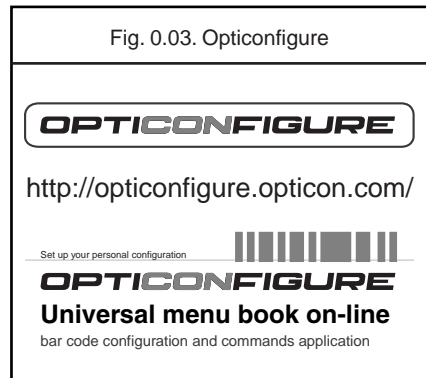 Fig. 0.03. Opticonfigure
OPTICONFIGURE
http://opticonfigure.opticon.com/
Set up your personal configuration
OPTICONFIGURE
Universal menu book on-line
bar code configuration and commands application